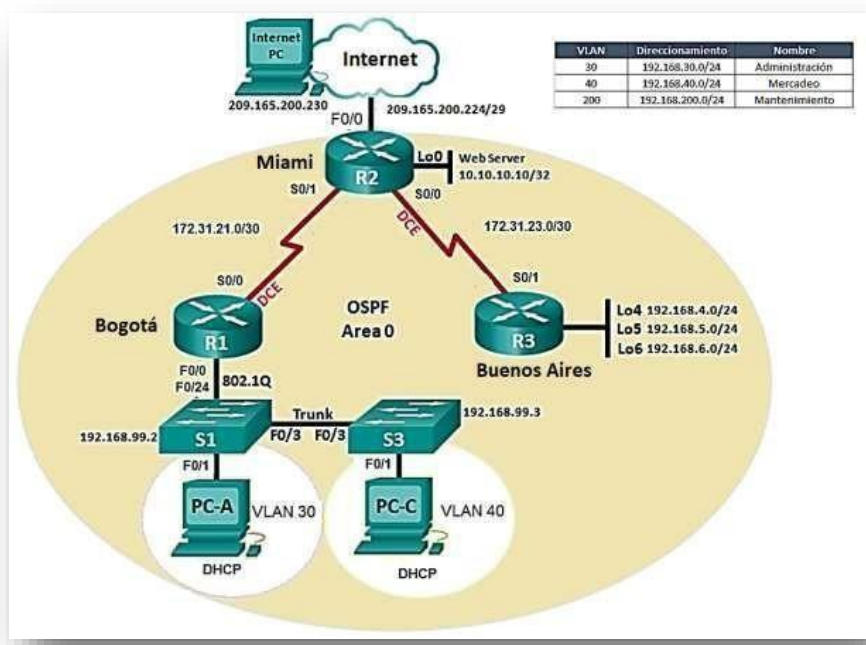 Internet
PC
Internet
209.165.200.230
209.165.200.224/29
F0/0
VLAN Direccionamiento Nombre
30 192.168.30.0/24 Administración
40 192.168.40.0/24 Mercadeo
200 192.168.200.0/24 Mantenimiento
Miami
R2
Lo0
Web Server
10.10.10.10/32
S0/1
S0/0
DCE
172.31.21.0/30
172.31.23.0/30
S0/0
DCE
S0/1
Bogotá
R1
OSPF
Area 0
R3
Buenos Aires
Lo4 192.168.4.0/24
Lo5 192.168.5.0/24
Lo6 192.168.6.0/24
F0/0
F0/24
802.1Q
Trunk
192.168.99.2
S1
F0/3
F0/3
S3
192.168.99.3
F0/1
F0/1
PC-A
VLAN 30
DHCP
PC-C
VLAN 40
DHCP